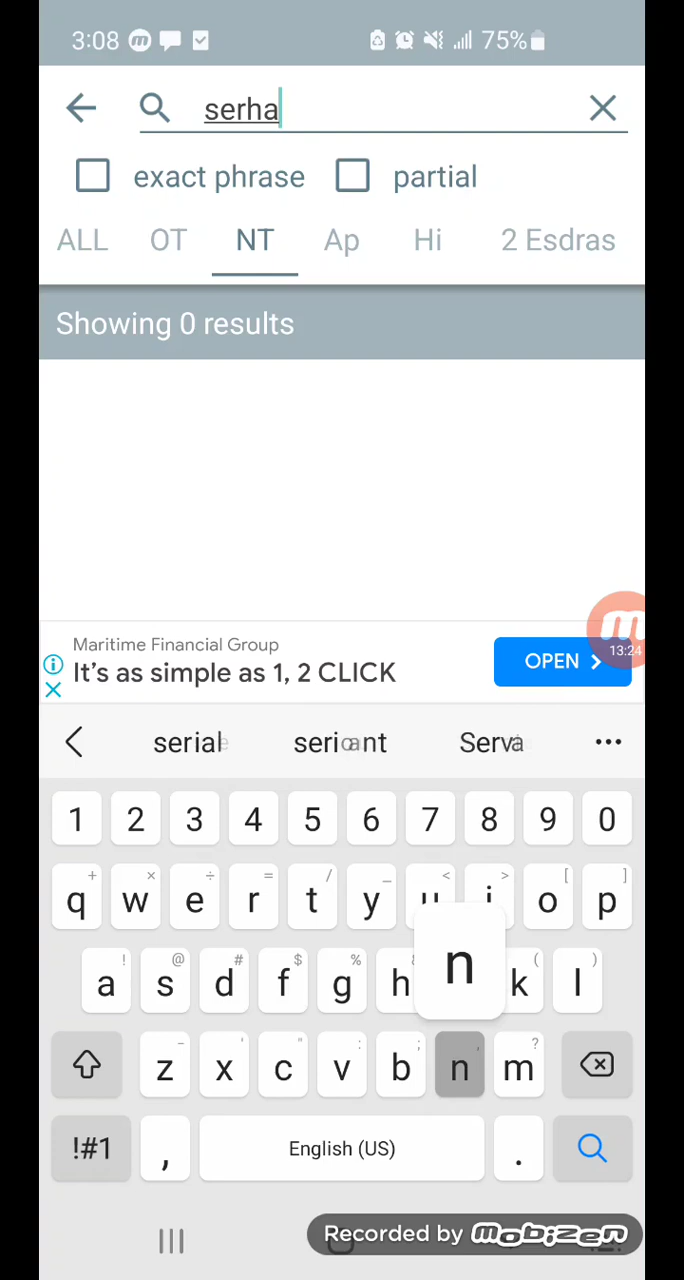 3:08 75%
serha
exact phrase partial
ALL OT NT Ap Hi 2 Esdras
Showing 0 results
Maritime Financial Group
It's as simple as 1, 2 CLICK
OPEN
13:24
1 2 3 4 5 6 7 8 9 0
+ × ÷ = / _ < > [ ]
q w e r t y u i o p
! @ # $ % ( )
a s d f g h n k l
- ' " : ; , ?
z x c v b n m
!#1 , English (US) .
Recorded by mobizen